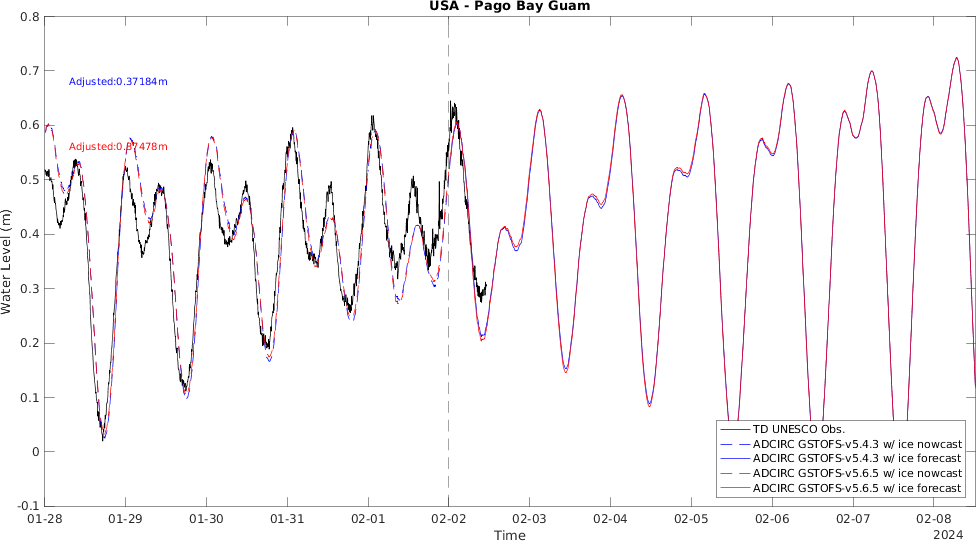 USA - Pago Bay Guam
0.8
0.7
Adjusted:0.37184m
0.6
Adjusted:0.37478m
0.5
0.4
0.3
0.2
0.1
0
-0.1
Water Level (m)
TD UNESCO Obs.
ADCIRC GSTOFS-v5.4.3 w/ ice nowcast
ADCIRC GSTOFS-v5.4.3 w/ ice forecast
ADCIRC GSTOFS-v5.6.5 w/ ice nowcast
ADCIRC GSTOFS-v5.6.5 w/ ice forecast
01-28 01-29 01-30 01-31 02-01 02-02 02-03 02-04 02-05 02-06 02-07 02-08
Time
2024